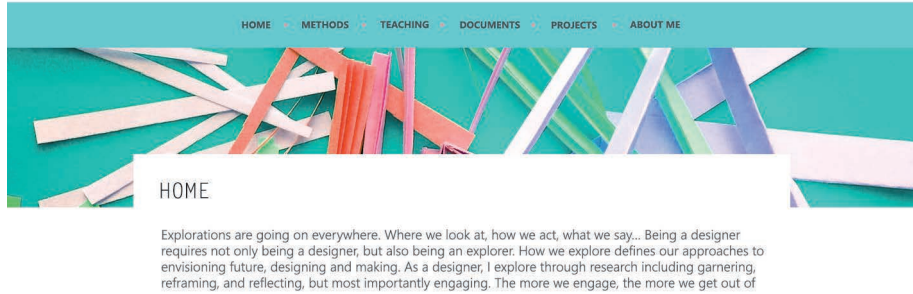 HOME METHODS TEACHING DOCUMENTS PROJECTS ABOUT ME
HOME
Explorations are going on everywhere. Where we look at, how we act, what we say... Being a designer
requires not only being a designer, but also being an explorer. How we explore defines our approaches to
envisioning future, designing and making. As a designer, I explore through research including garnering,
reframing, and reflecting, but most importantly engaging. The more we engage, the more we get out of